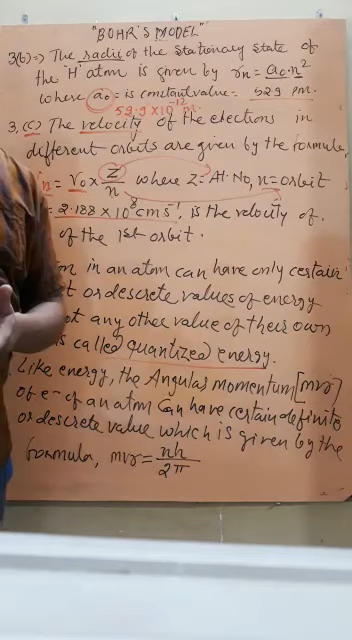 "BOHR'S MODEL"
3(b)⇒ The radii of the stationary state of
the 'H' atom is given by rn = a₀.n²
where a₀ = is constant value = 52.9 pm.
52.9 × 10⁻¹² m.
3.(c) The velocity of the elections in
different orbits are given by the formula,
n = V₀ × Z/n where Z = At. No, n = orbit
= 2.188 × 10⁸ cm s⁻¹, is the velocity of.
of the 1st orbit.
m in an atom can have only certain
t or descrete values of energy
ot any other value of their own
is called quantized energy.
Like energy, the Angular momentum [mvr]
of e⁻ of an atom can have certain definite
or descrete value which is given by the
formula, mvr = nh/2π